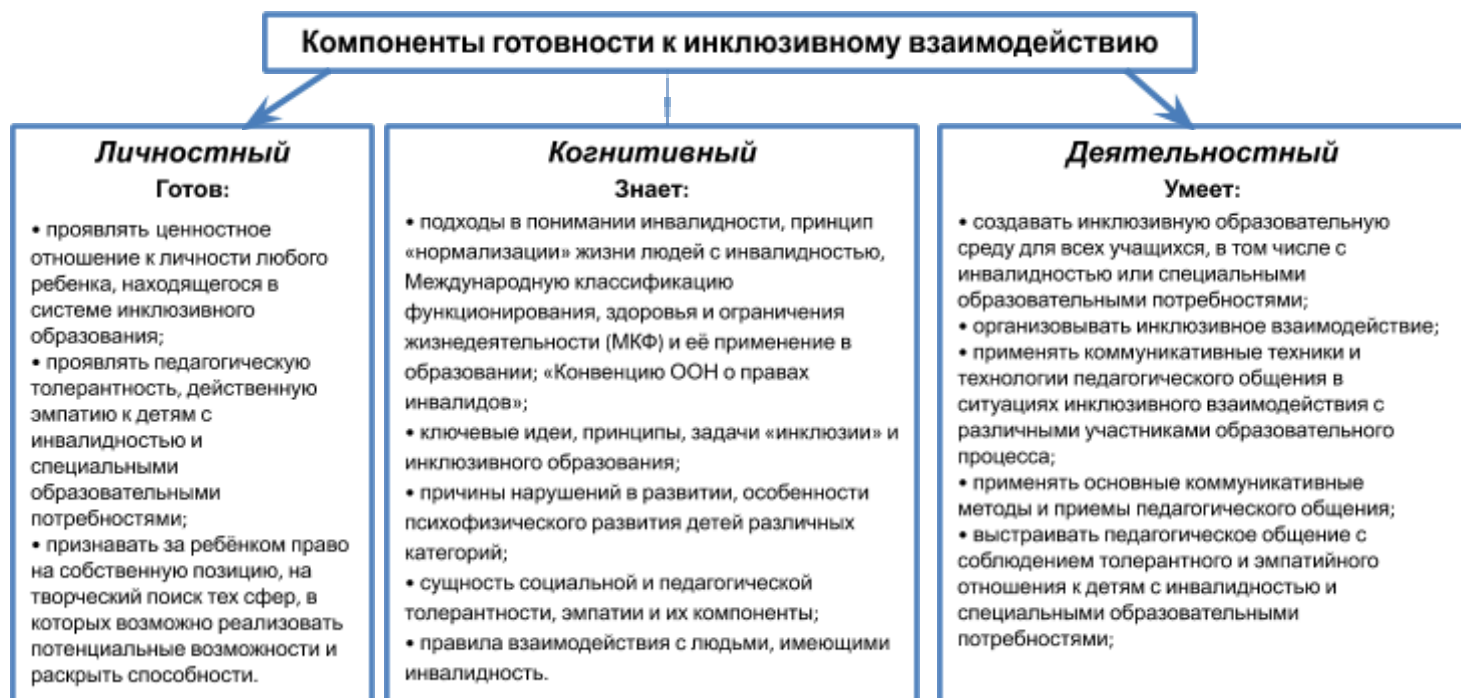 Компоненты готовности к инклюзивному взаимодействию
Личностный
Готов:
• проявлять ценностное
отношение к личности любого
ребенка, находящегося в
системе инклюзивного
образования;
• проявлять педагогическую
толерантность, действенную
эмпатию к детям с
инвалидностью и
специальными
образовательными
потребностями;
• признавать за ребёнком право
на собственную позицию, на
творческий поиск тех сфер, в
которых возможно реализовать
потенциальные возможности и
раскрыть способности.
Когнитивный
Знает:
• подходы в понимании инвалидности, принцип
«нормализации» жизни людей с инвалидностью,
Международную классификацию
функционирования, здоровья и ограничения
жизнедеятельности (МКФ) и её применение в
образовании; «Конвенцию ООН о правах
инвалидов»;
• ключевые идеи, принципы, задачи «инклюзии» и
инклюзивного образования;
• причины нарушений в развитии, особенности
психофизического развития детей различных
категорий;
• сущность социальной и педагогической
толерантности, эмпатии и их компоненты;
• правила взаимодействия с людьми, имеющими
инвалидность.
Деятельностный
Умеет:
• создавать инклюзивную образовательную
среду для всех учащихся, в том числе с
инвалидностью или специальными
образовательными потребностями;
• организовывать инклюзивное взаимодействие;
• применять коммуникативные техники и
технологии педагогического общения в
ситуациях инклюзивного взаимодействия с
различными участниками образовательного
процесса;
• применять основные коммуникативные
методы и приемы педагогического общения;
• выстраивать педагогическое общение с
соблюдением толерантного и эмпатийного
отношения к детям с инвалидностью и
специальными образовательными
потребностями;